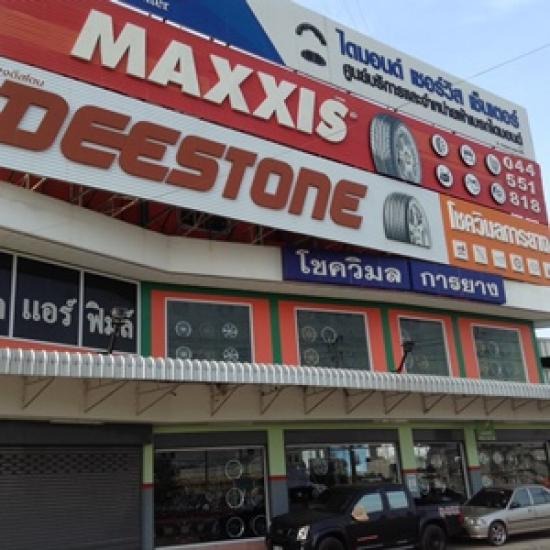 ไดมอนด์ เซอร์วิส เซ็นเตอร์
MAXXIS
044
551
818
DEESTONE
โชควิมลการยาง
โชควิมล การยาง
แอร์ ฟิมล์